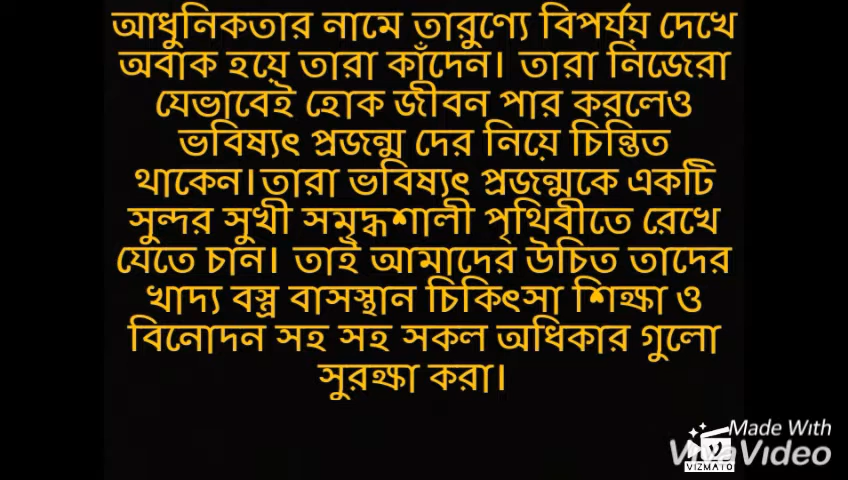 আধুনিকতার নামে তারুণ্যে বিপর্যয় দেখে
অবাক হয়ে তারা কাঁদেন। তারা নিজেরা
যেভাবেই হোক জীবন পার করলেও
ভবিষ্যৎ প্রজন্ম দের নিয়ে চিন্তিত
থাকেন।তারা ভবিষ্যৎ প্রজন্মকে একটি
সুন্দর সুখী সমৃদ্ধশালী পৃথিবীতে রেখে
যেতে চান। তাই আমাদের উচিত তাদের
খাদ্য বস্ত্র বাসস্থান চিকিৎসা শিক্ষা ও
বিনোদন সহ সহ সকল অধিকার গুলো
সুরক্ষা করা।
Made With
VivaVideo
VIZMATO